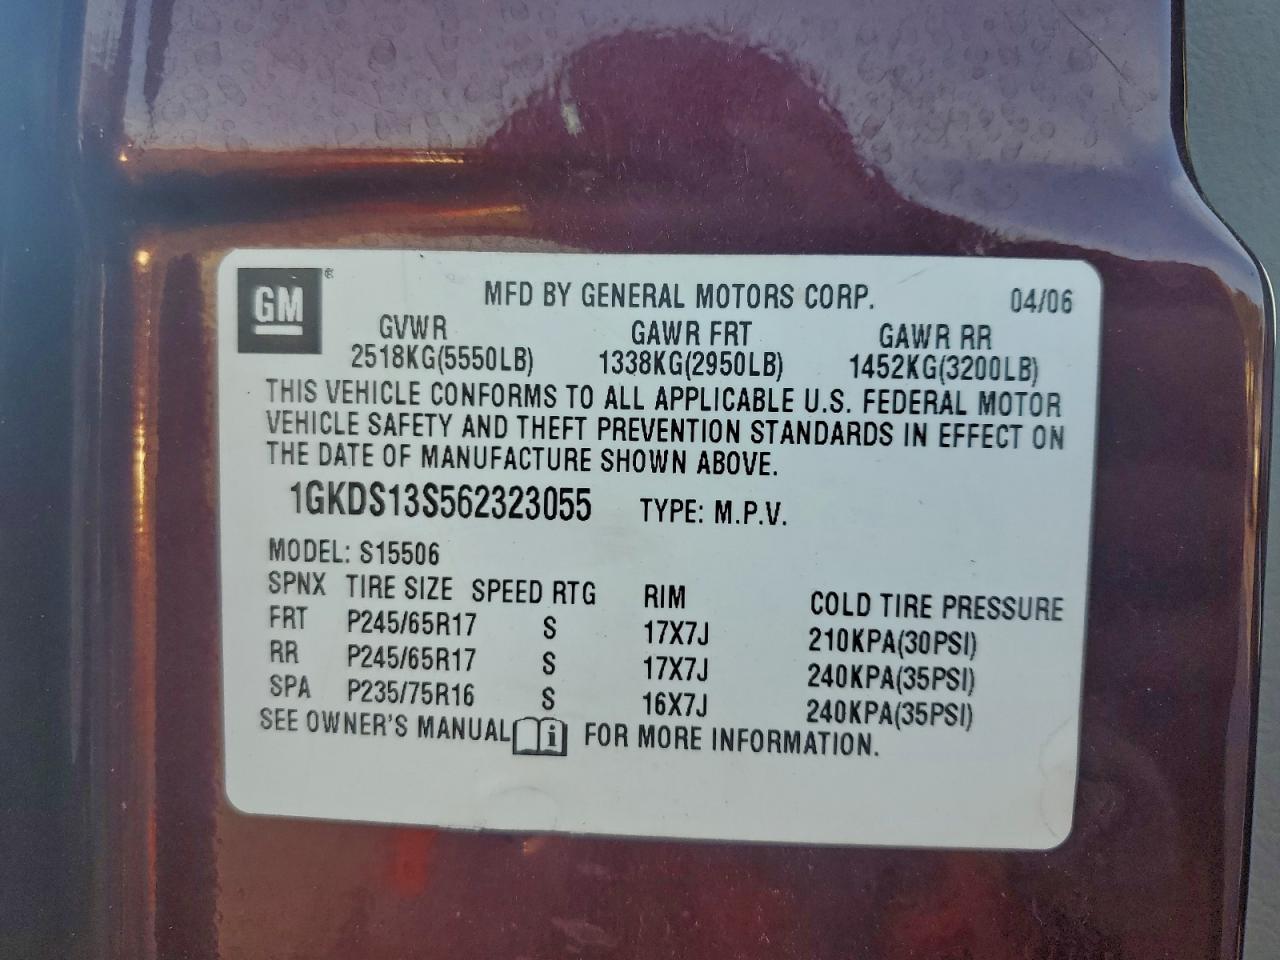 GM ® MFD BY GENERAL MOTORS CORP. 04/06
GVWR GAWR FRT GAWR RR
2518KG(5550LB) 1338KG(2950LB) 1452KG(3200LB)
THIS VEHICLE CONFORMS TO ALL APPLICABLE U.S. FEDERAL MOTOR
VEHICLE SAFETY AND THEFT PREVENTION STANDARDS IN EFFECT ON
THE DATE OF MANUFACTURE SHOWN ABOVE.
1GKDS13S562323055 TYPE: M.P.V.
MODEL: S15506
SPNX TIRE SIZE SPEED RTG RIM COLD TIRE PRESSURE
FRT P245/65R17 S 17X7J 210KPA(30PSI)
RR P245/65R17 S 17X7J 240KPA(35PSI)
SPA P235/75R16 S 16X7J 240KPA(35PSI)
SEE OWNER'S MANUAL i FOR MORE INFORMATION.